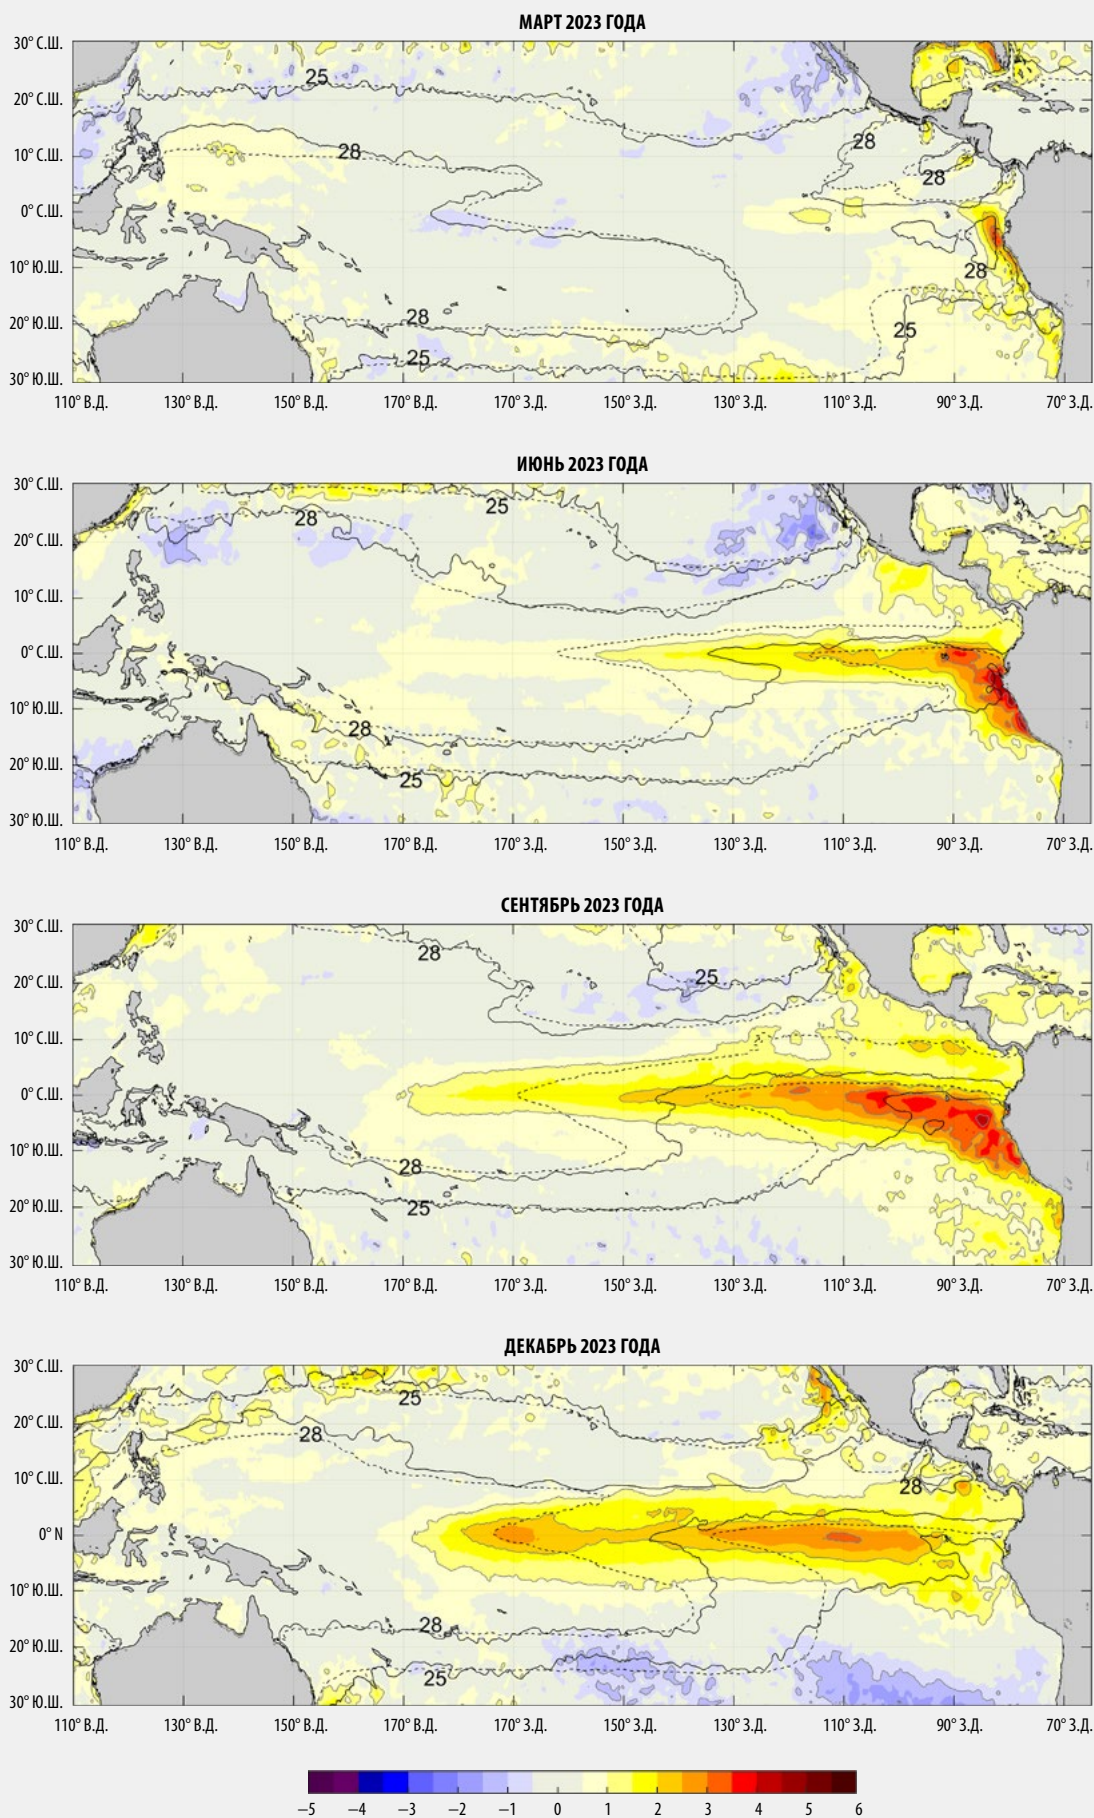 МАРТ 2023 ГОДА
30° С.Ш.
25
20° С.Ш.
28
28
10° С.Ш.
28
0° С.Ш.
10° Ю.Ш.
28
28
20° Ю.Ш.
25
25
30° Ю.Ш.
110° В.Д. 130° В.Д. 150° В.Д. 170° В.Д. 170° З.Д. 150° З.Д. 130° З.Д. 110° З.Д. 90° З.Д. 70° З.Д.
ИЮНЬ 2023 ГОДА
30° С.Ш.
25
28
20° С.Ш.
10° С.Ш.
0° С.Ш.
10° Ю.Ш.
28
20° Ю.Ш.
25
30° Ю.Ш.
110° В.Д. 130° В.Д. 150° В.Д. 170° В.Д. 170° З.Д. 150° З.Д. 130° З.Д. 110° З.Д. 90° З.Д. 70° З.Д.
СЕНТЯБРЬ 2023 ГОДА
30° С.Ш.
28
25
20° С.Ш.
10° С.Ш.
0° С.Ш.
10° Ю.Ш.
28
20° Ю.Ш.
25
30° Ю.Ш.
110° В.Д. 130° В.Д. 150° В.Д. 170° В.Д. 170° З.Д. 150° З.Д. 130° З.Д. 110° З.Д. 90° З.Д. 70° З.Д.
ДЕКАБРЬ 2023 ГОДА
30° С.Ш.
25
20° С.Ш.
28
10° С.Ш.
28
0° N
10° Ю.Ш.
28
20° Ю.Ш.
25
30° Ю.Ш.
110° В.Д. 130° В.Д. 150° В.Д. 170° В.Д. 170° З.Д. 150° З.Д. 130° З.Д. 110° З.Д. 90° З.Д. 70° З.Д.
−5 −4 −3 −2 −1 0 1 2 3 4 5 6